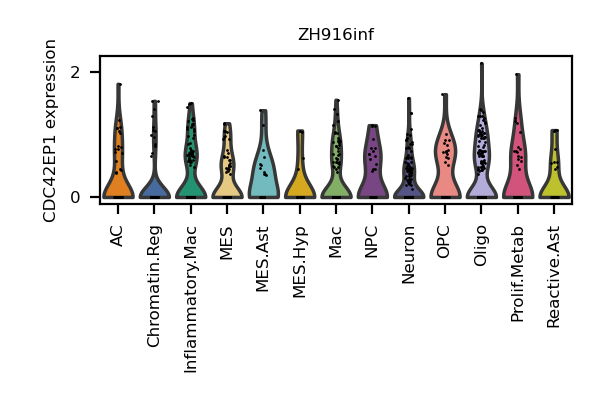 ZH916inf
CDC42EP1 expression
2
0
AC
Chromatin.Reg
Inflammatory.Mac
MES
MES.Ast
MES.Hyp
Mac
NPC
Neuron
OPC
Oligo
Prolif.Metab
Reactive.Ast